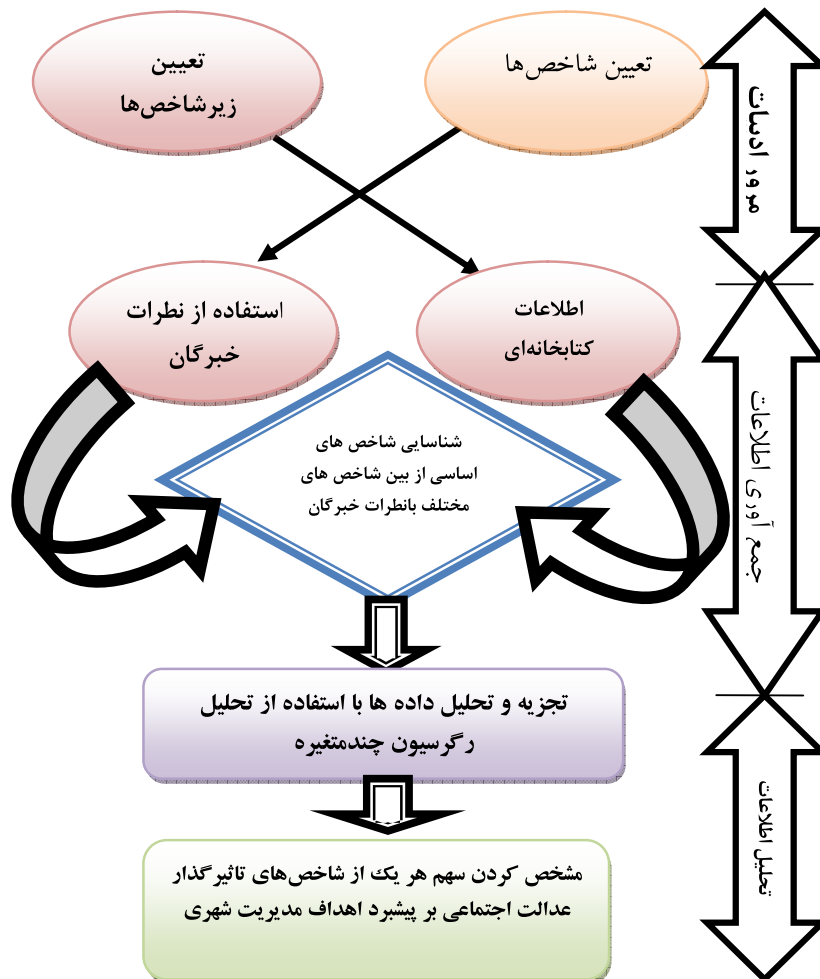 تعیین شاخص‌ها
تعیین
زیرشاخص‌ها
مرور ادبیات
اطلاعات
کتابخانه‌ای
استفاده از نطرات
خبرگان
شناسایی شاخص های
اساسی از بین شاخص های
مختلف بانطرات خبرگان
جمع آوری اطلاعات
تجزیه و تحلیل داده ها با استفاده از تحلیل
رگرسیون چندمتغیره
مشخص کردن سهم هر یک از شاخص‌های تاثیرگذار
عدالت اجتماعی بر پیشبرد اهداف مدیریت شهری
تحلیل اطلاعات